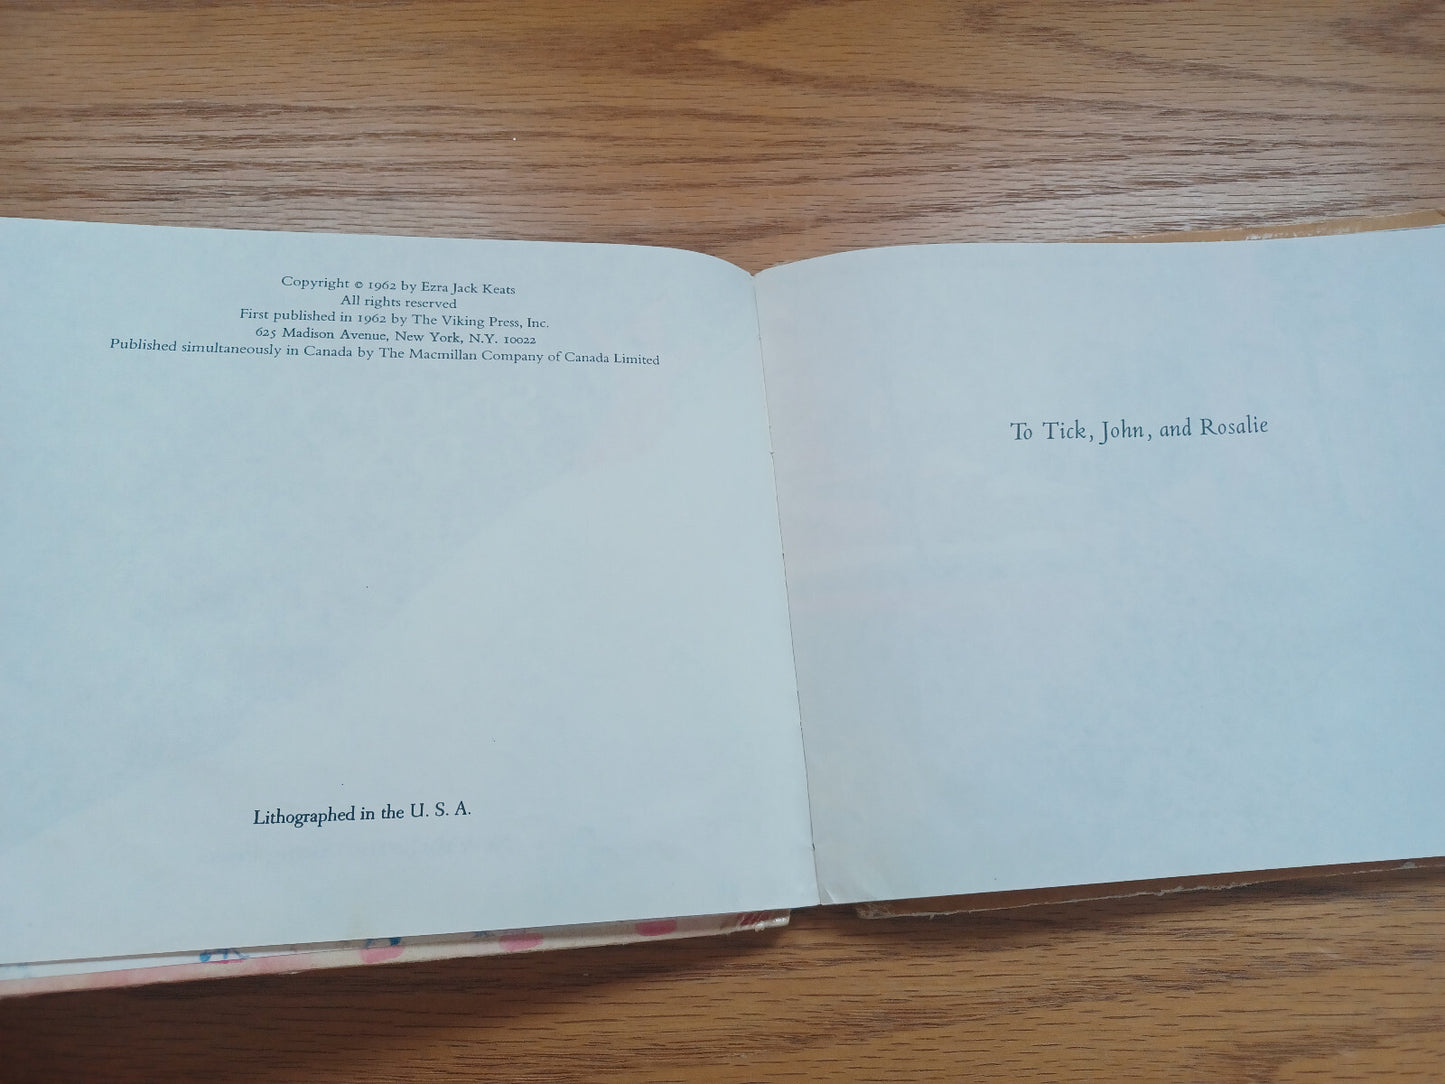 Copyright © 1962 by Ezra Jack Keats
All rights reserved
First published in 1962 by The Viking Press, Inc.
625 Madison Avenue, New York, N.Y. 10022
Published simultaneously in Canada by The Macmillan Company of Canada Limited
Lithographed in the U. S. A.
To Tick, John, and Rosalie